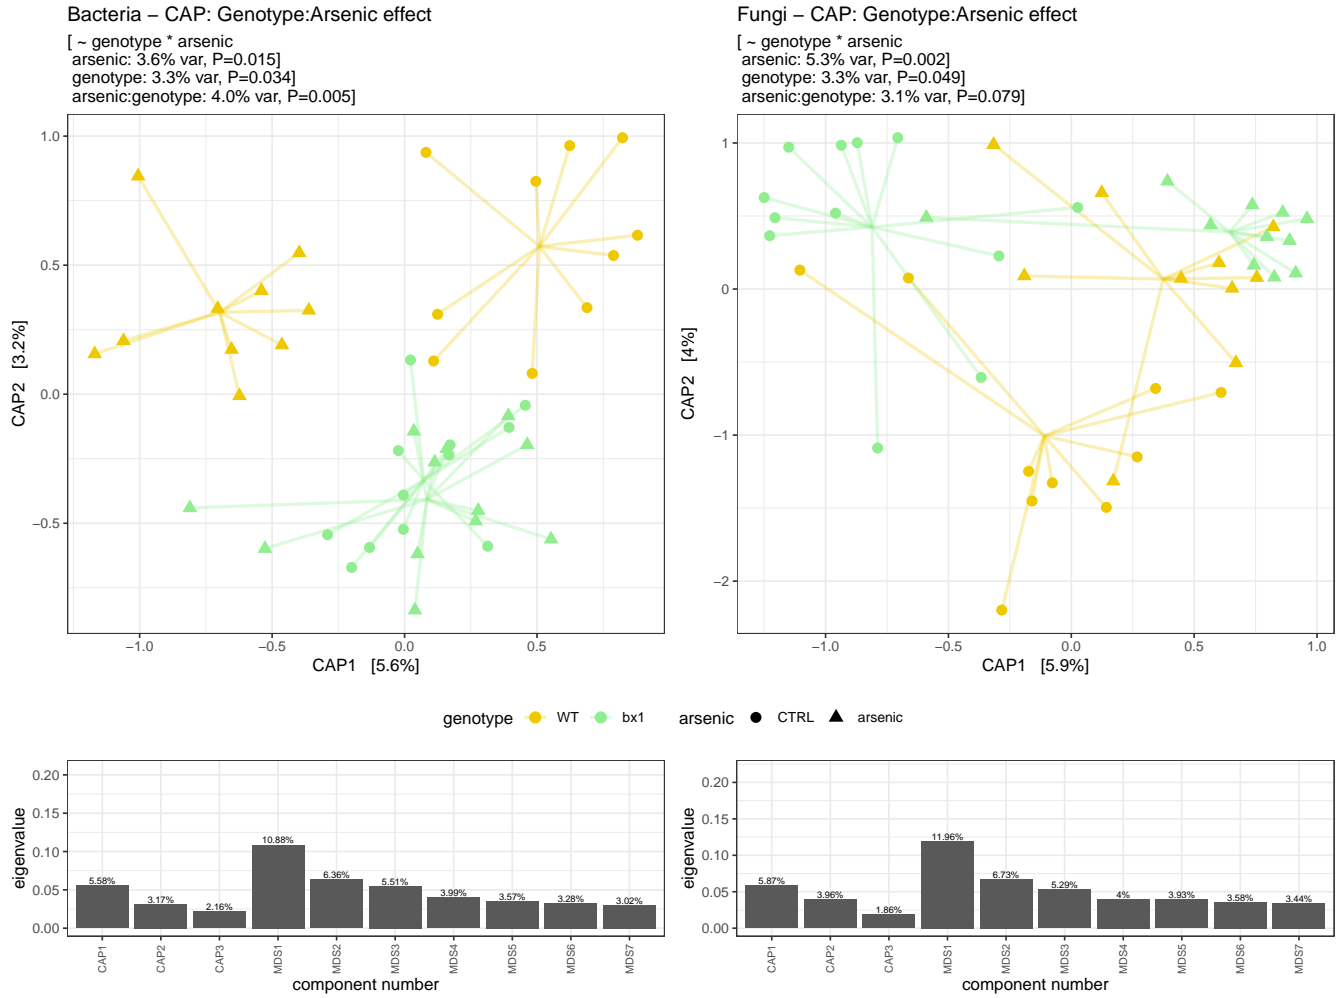 Bacteria – CAP: Genotype:Arsenic effect
[ ~ genotype * arsenic
arsenic: 3.6% var, P=0.015]
genotype: 3.3% var, P=0.034]
arsenic:genotype: 4.0% var, P=0.005]
1.0
0.5
0.0
−0.5
CAP2 [3.2%]
−1.0 −0.5 0.0 0.5
CAP1 [5.6%]
Fungi – CAP: Genotype:Arsenic effect
[ ~ genotype * arsenic
arsenic: 5.3% var, P=0.002]
genotype: 3.3% var, P=0.049]
arsenic:genotype: 3.1% var, P=0.079]
1
0
−1
−2
CAP2 [4%]
−1.0 −0.5 0.0 0.5 1.0
CAP1 [5.9%]
genotype WT bx1 arsenic CTRL arsenic
0.20
0.15
0.10
0.05
0.00
eigenvalue
5.58% 3.17% 2.16% 10.88% 6.36% 5.51% 3.99% 3.57% 3.28% 3.02%
CAP1 CAP2 CAP3 MDS1 MDS2 MDS3 MDS4 MDS5 MDS6 MDS7
component number
0.20
0.15
0.10
0.05
0.00
eigenvalue
5.87% 3.96% 1.86% 11.96% 6.73% 5.29% 4% 3.93% 3.58% 3.44%
CAP1 CAP2 CAP3 MDS1 MDS2 MDS3 MDS4 MDS5 MDS6 MDS7
component number